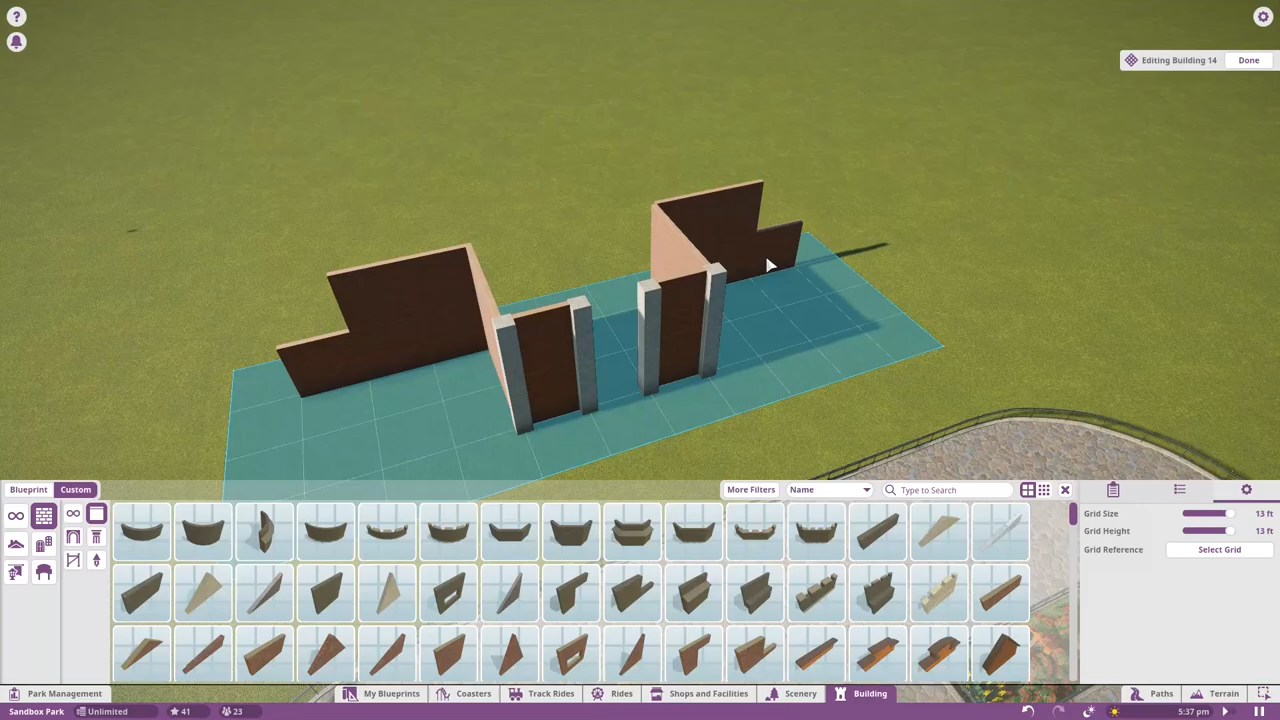 ?
Editing Building 14 Done
Blueprint Custom More Filters Name Type to Search
Grid Size 13 ft
Grid Height 13 ft
Grid Reference Select Grid
Park Management My Blueprints Coasters Track Rides Rides Shops and Facilities Scenery Building Paths Terrain
Sandbox Park Unlimited 41 23 5:37 pm